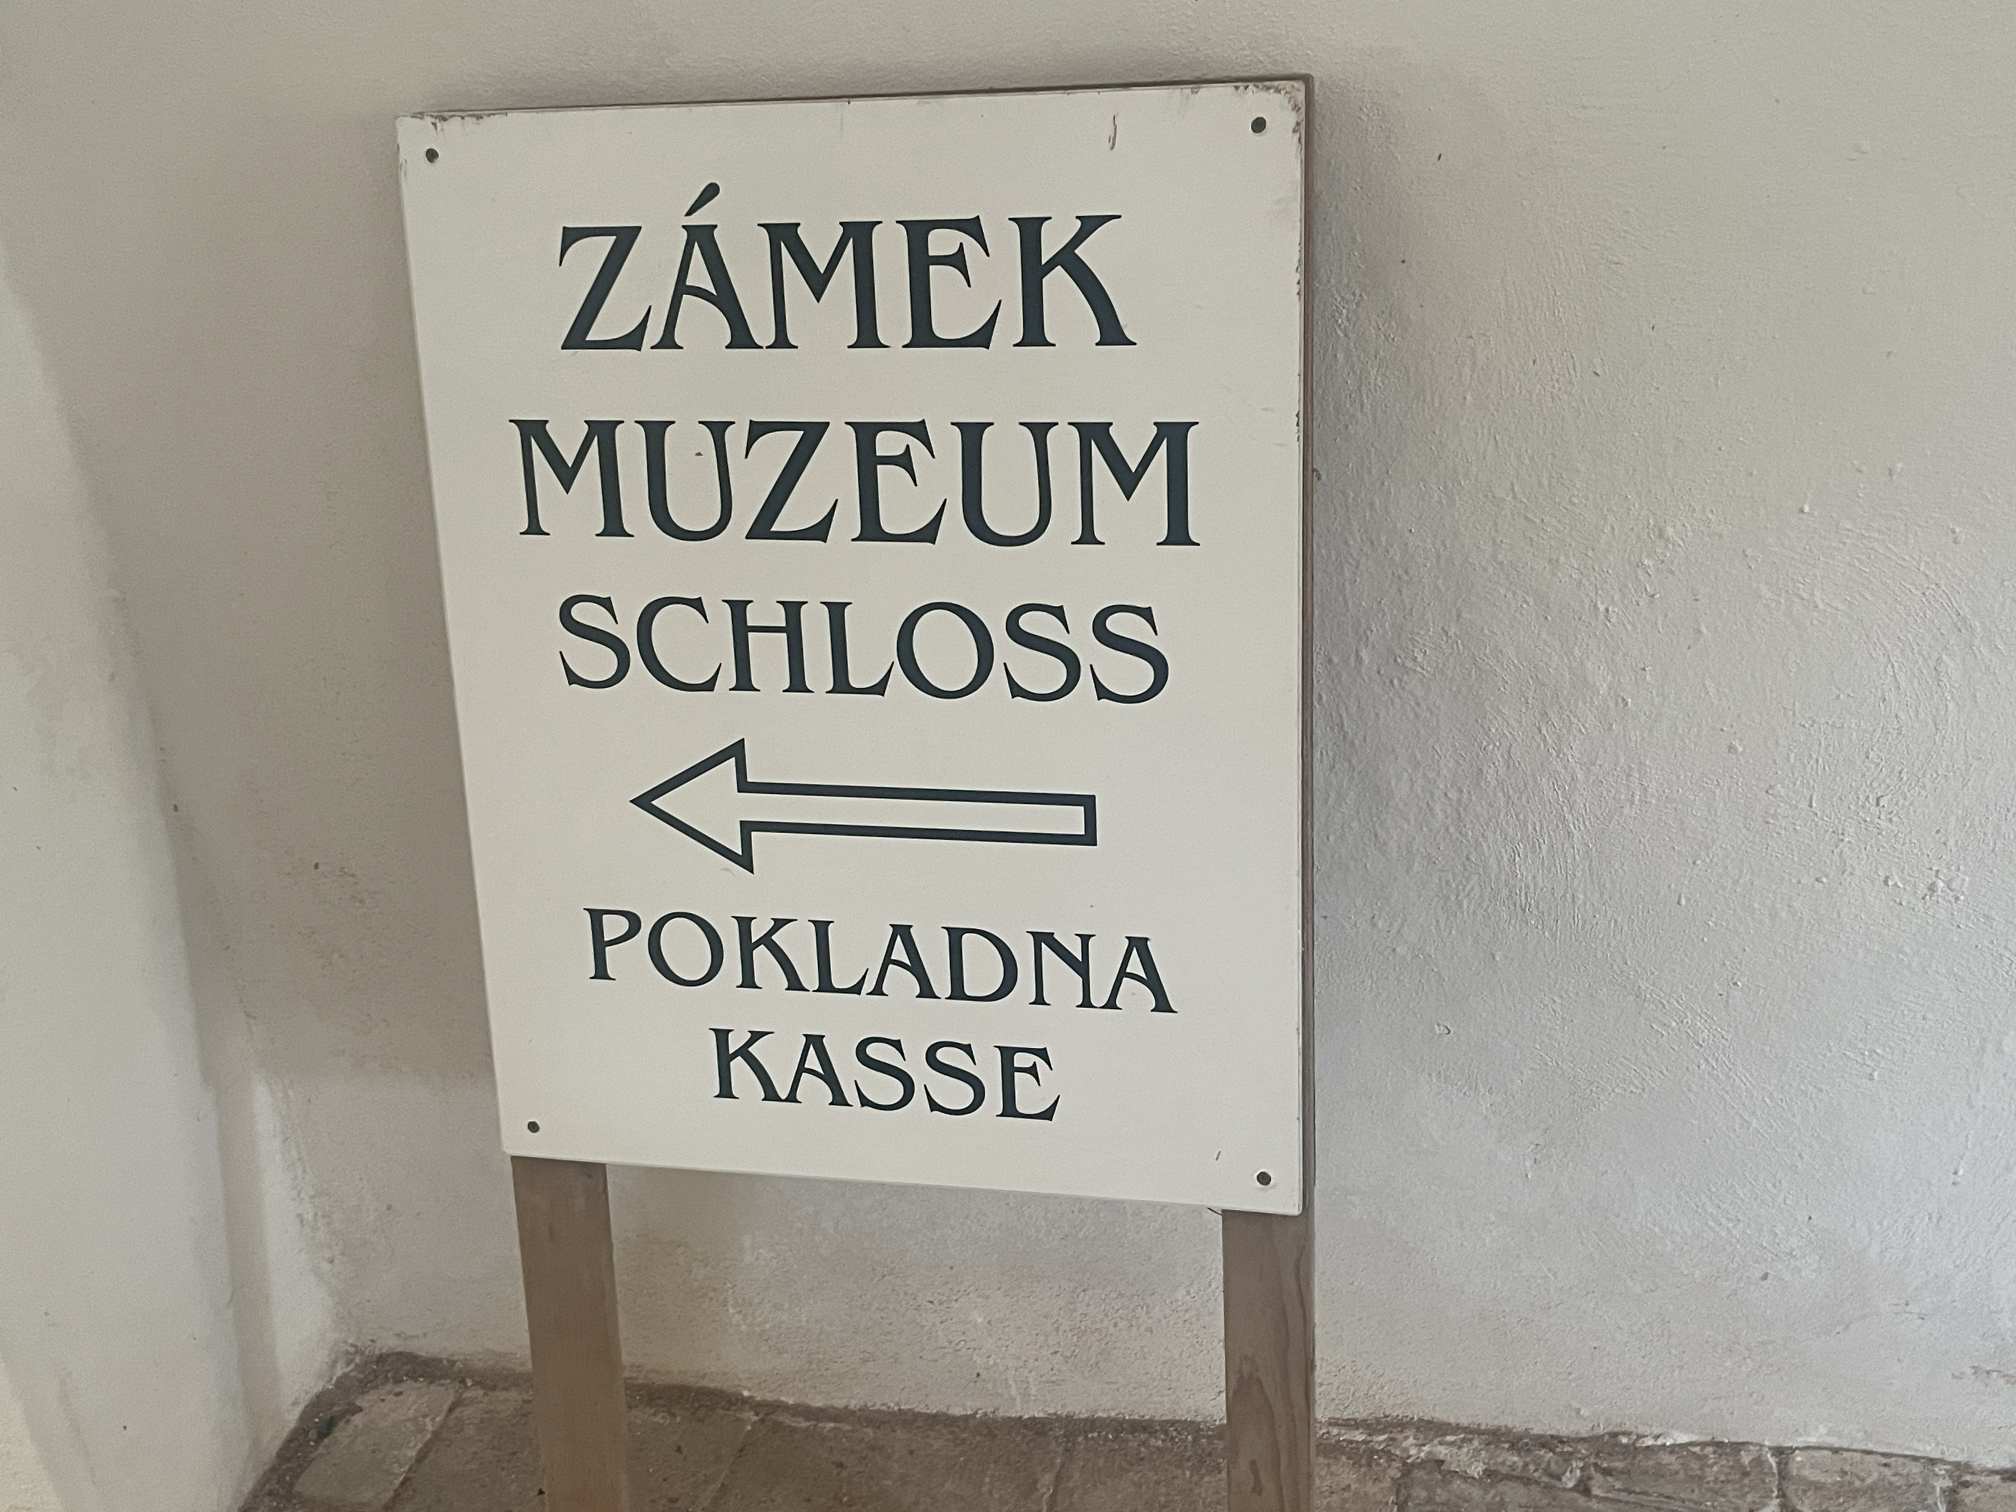 ZÁMEK
MUZEUM
SCHLOSS
POKLADNA
KASSE